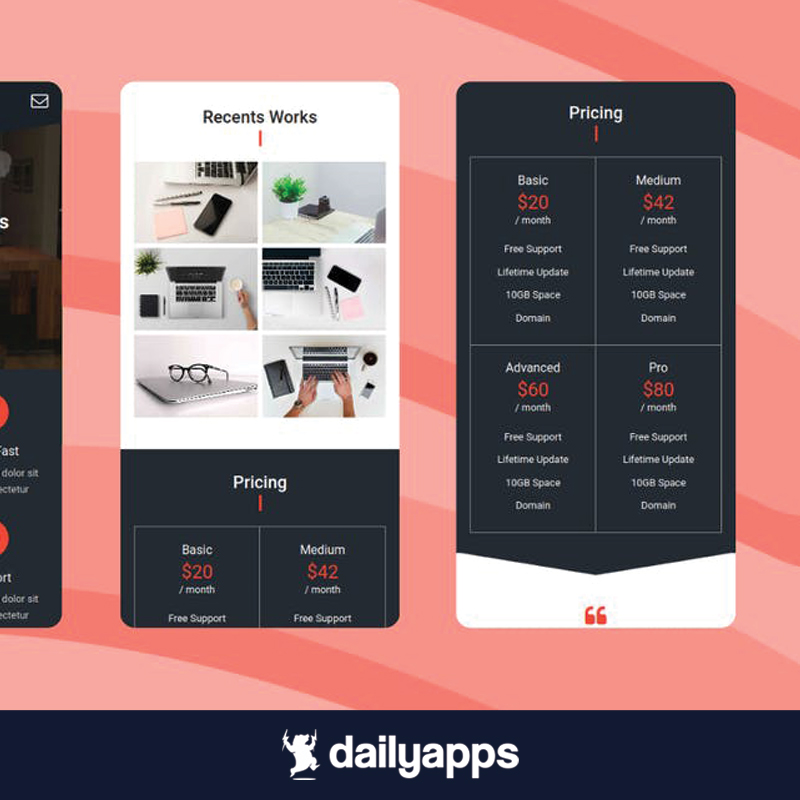 s
Fast
dolor sit
ectetur
ort
dolor sit
ectetur
Recents Works
Pricing
Basic
$20
/ month
Free Support
Medium
$42
/ month
Free Support
Pricing
Basic
$20
/ month
Free Support
Lifetime Update
10GB Space
Domain
Medium
$42
/ month
Free Support
Lifetime Update
10GB Space
Domain
Advanced
$60
/ month
Free Support
Lifetime Update
10GB Space
Domain
Pro
$80
/ month
Free Support
Lifetime Update
10GB Space
Domain
dailyapps